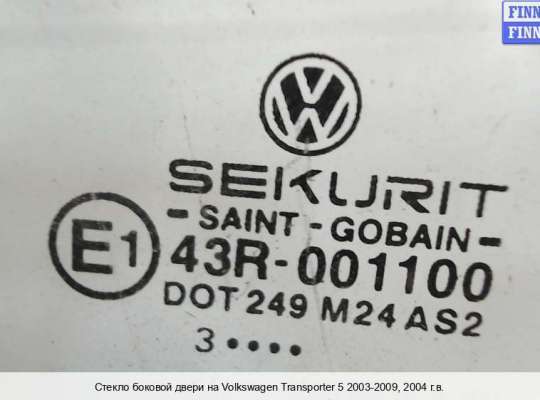 FINN
FINN
VW
SEKURIT
- SAINT - GOBAIN -
E1 43R-001100
DOT 249 M24 AS2
3 ••••
Стекло боковой двери на Volkswagen Transporter 5 2003-2009, 2004 г.в.